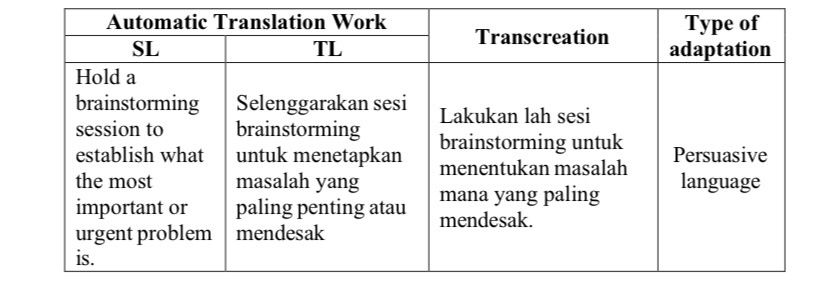 Automatic Translation Work
Transcreation
Type of
adaptation
SL
TL
Hold a
brainstorming
session to
establish what
the most
important or
urgent problem
is.
Selenggarakan sesi
brainstorming
untuk menetapkan
masalah yang
paling penting atau
mendesak
Lakukan lah sesi
brainstorming untuk
menentukan masalah
mana yang paling
mendesak.
Persuasive
language